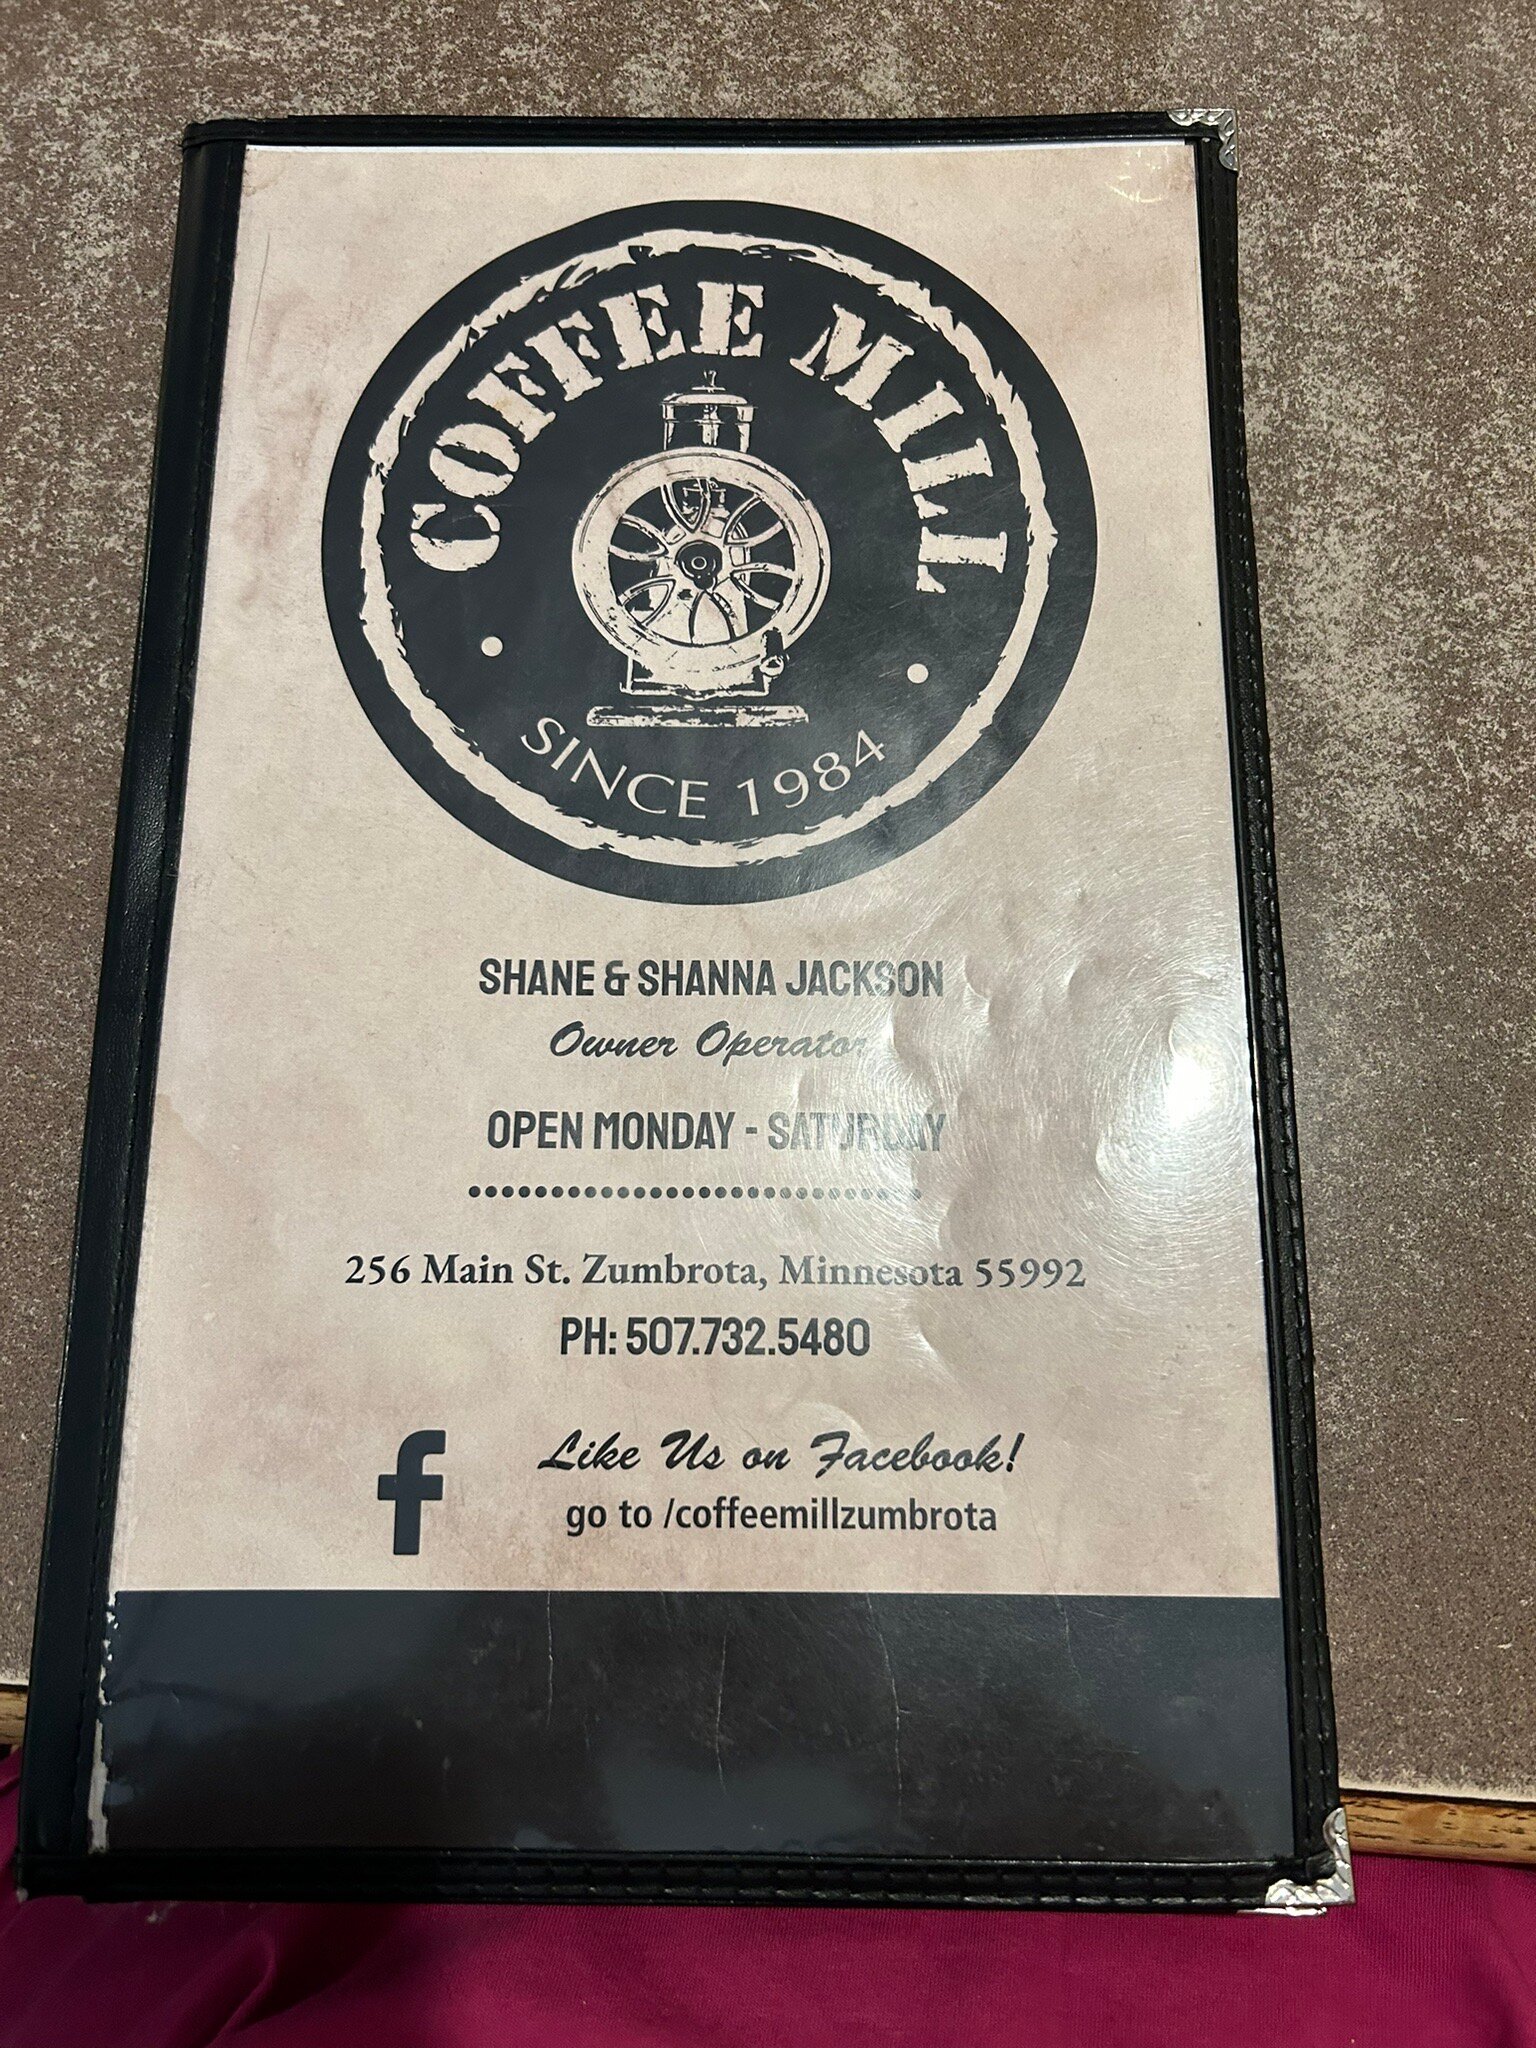 COFFEE MILL
SINCE 1984
SHANE & SHANNA JACKSON
Owner Operator
OPEN MONDAY - SATURDAY
256 Main St. Zumbrota, Minnesota 55992
PH: 507.732.5480
f
Like Us on Facebook!
go to /coffeemillzumbrota